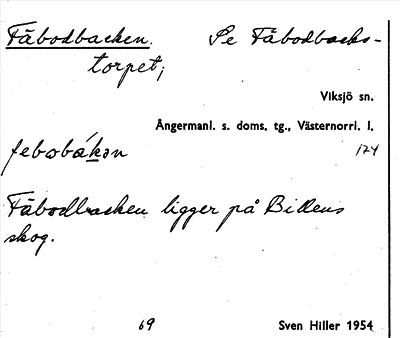 Fäbodbacken. Se Fäbodbacks-
torpet;
Viksjö sn.
Ångermanl. s. doms. tg., Västernorrl. l.
174
febωbákən
Fäbodbacken ligger på Billens
skog.
69 Sven Hiller 1954